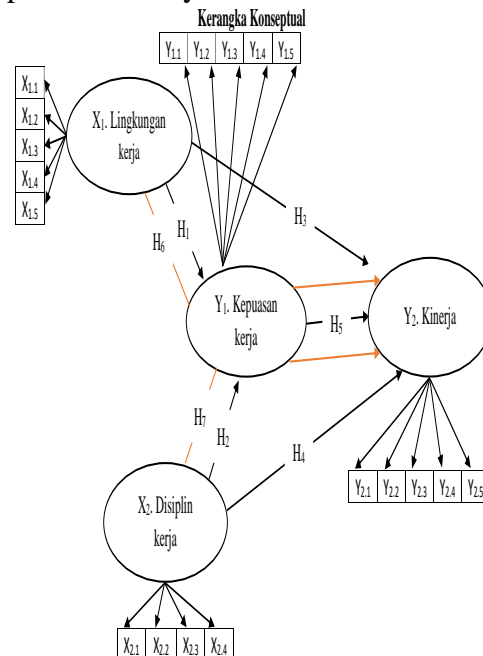 Kerangka Konseptual
Y1.1 Y1.2 Y1.3 Y1.4 Y1.5
X1.1
X1.2
X1.3
X1.4
X1.5
X1. Lingkungan
kerja
H3
H1
H6
Y1. Kepuasan
kerja
H5
Y2. Kinerja
H7
H2
H4
Y2.1 Y2.2 Y2.3 Y2.4 Y2.5
X2. Disiplin
kerja
X2.1 X2.2 X2.3 X2.4